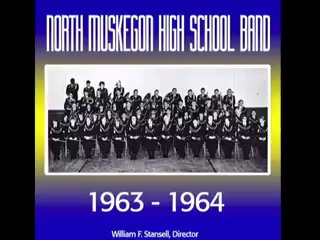 NORTH MUSKEGON HIGH SCHOOL BAND
1963 - 1964
William F. Stansell, Director